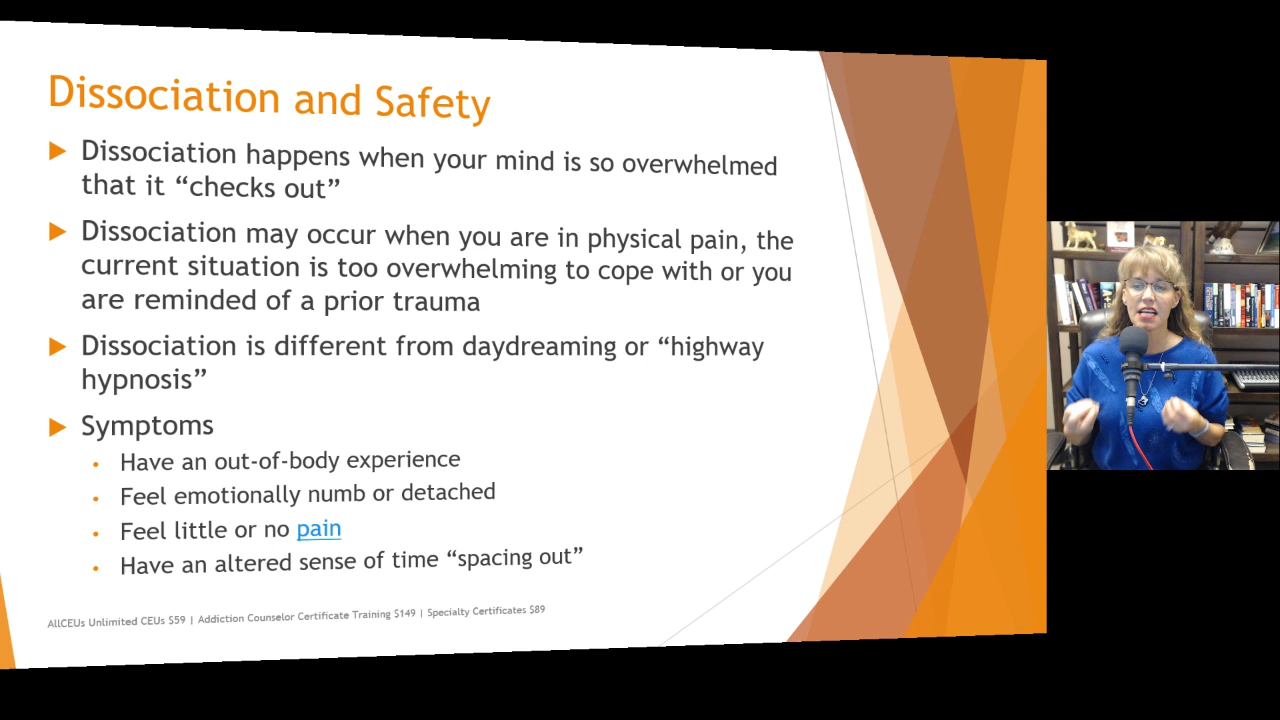 Dissociation and Safety
Dissociation happens when your mind is so overwhelmed
that it “checks out”
Dissociation may occur when you are in physical pain, the
current situation is too overwhelming to cope with or you
are reminded of a prior trauma
Dissociation is different from daydreaming or “highway
hypnosis”
Symptoms
Have an out-of-body experience
Feel emotionally numb or detached
Feel little or no pain
Have an altered sense of time “spacing out”
AllCEUs Unlimited CEUs $59 | Addiction Counselor Certificate Training $149 | Specialty Certificates $89